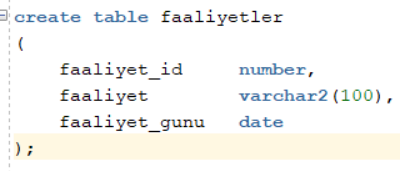 create table faaliyetler
(
faaliyet_id number,
faaliyet varchar2(100),
faaliyet_gunu date
);